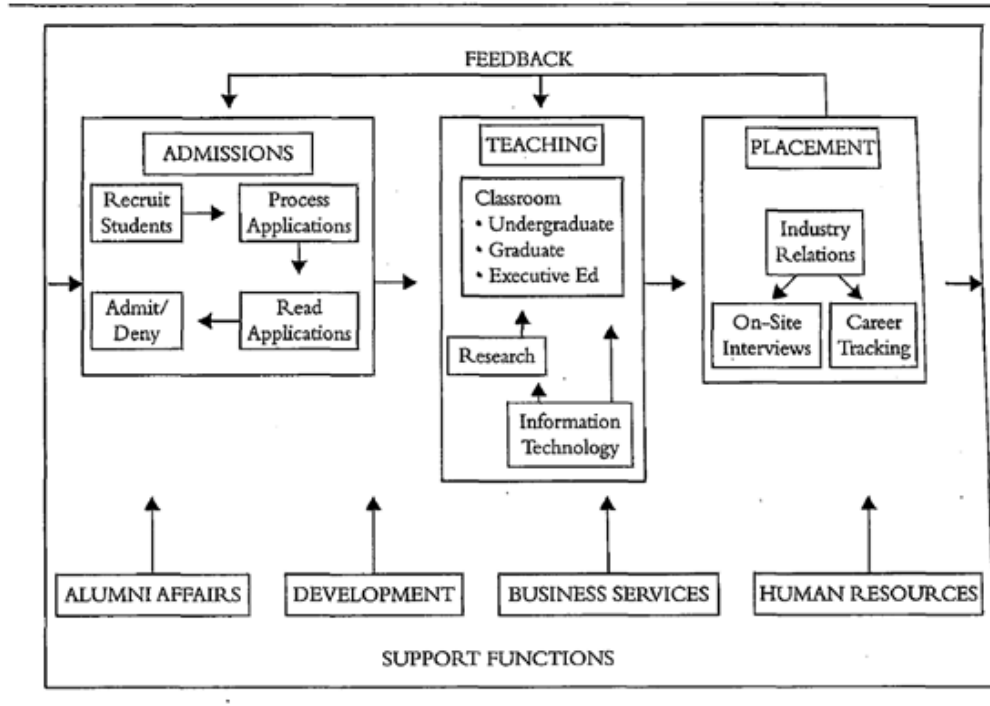 FEEDBACK
ADMISSIONS
Recruit
Students
Process
Applications
Admit/
Deny
Read
Applications
TEACHING
Classroom
• Undergraduate
• Graduate
• Executive Ed
Research
Information
Technology
PLACEMENT
Industry
Relations
On-Site
Interviews
Career
Tracking
ALUMNI AFFAIRS
DEVELOPMENT
BUSINESS SERVICES
HUMAN RESOURCES
SUPPORT FUNCTIONS